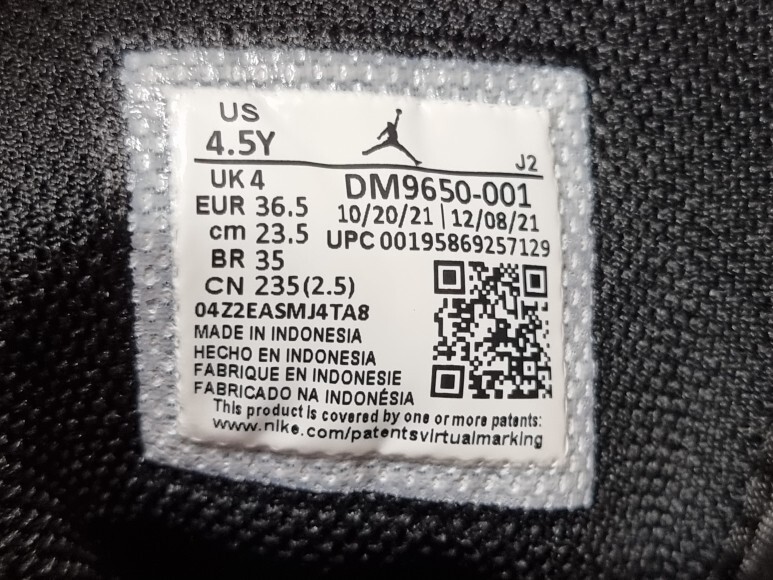 US
4.5Y
J2
UK 4
EUR 36.5
cm 23.5
BR 35
CN 235(2.5)
DM9650-001
10/20/21 | 12/08/21
UPC 00195869257129
04Z2EASMJ4TA8
MADE IN INDONESIA
HECHO EN INDONESIA
FABRIQUE EN INDONESIE
FABRICADO NA INDONÉSIA
This product is covered by one or more patents:
www.nike.com/patentsvirtualmarking